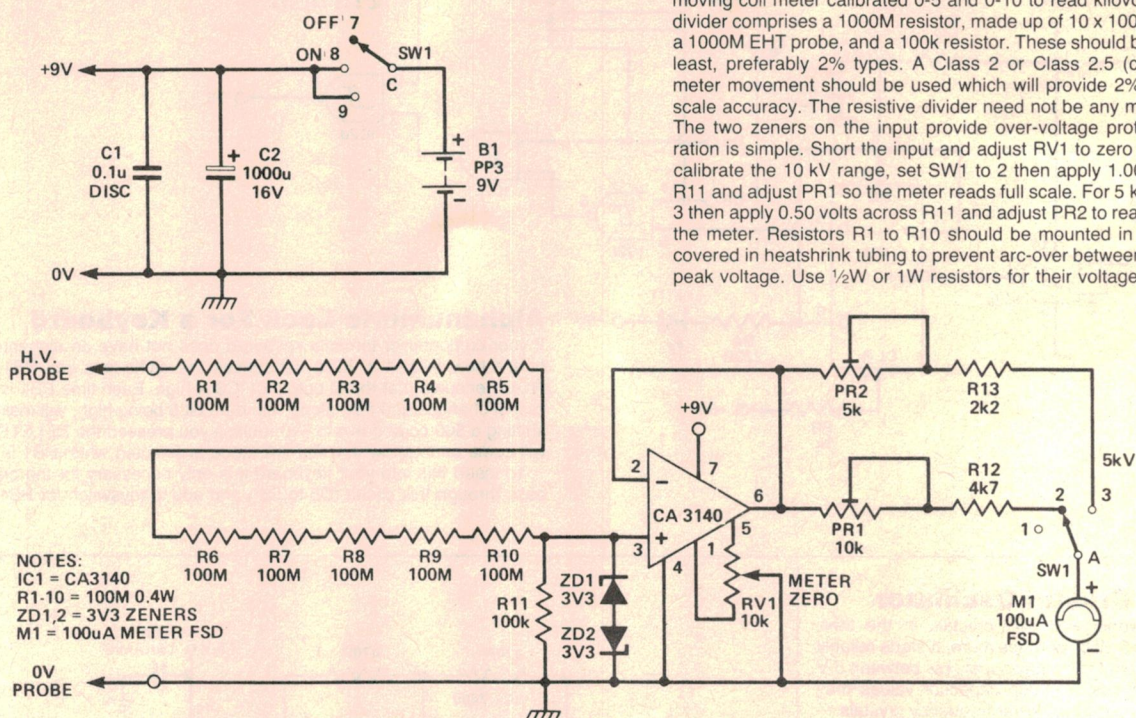 moving coil meter calibrated 0-5 and 0-10 to read
divider comprises a 1000M resistor, made up of 10 x
a 1000M EHT probe, and a 100k resistor. These should
least, preferably 2% types. A Class 2 or Class 2.5
meter movement should be used which will provide 2%
scale accuracy. The resistive divider need not be any
The two zeners on the input provide over-voltage
ration is simple. Short the input and adjust RV1 to zero
calibrate the 10 kV range, set SW1 to 2 then apply
R11 and adjust PR1 so the meter reads full scale. For 5
3 then apply 0.50 volts across R11 and adjust PR2 to
the meter. Resistors R1 to R10 should be mounted in
covered in heatshrink tubing to prevent arc-over between
peak voltage. Use ½W or 1W resistors for their voltage
OFF 7
ON 8
SW1
C
9
+9V
C1
0.1u
DISC
+
C2
1000u
16V
+
B1
PP3
9V
-
0V
H.V.
PROBE
R1
100M
R2
100M
R3
100M
R4
100M
R5
100M
R6
100M
R7
100M
R8
100M
R9
100M
R10
100M
R11
100k
ZD1
3V3
ZD2
3V3
+9V
7
2
-
CA 3140
6
+
3
4
1
5
METER
ZERO
RV1
10k
PR2
5k
R13
2k2
PR1
10k
R12
4k7
5kV
2
3
1
A
SW1
+
M1
100uA
FSD
-
NOTES:
IC1 = CA3140
R1-10 = 100M 0.4W
ZD1,2 = 3V3 ZENERS
M1 = 100uA METER FSD
0V
PROBE